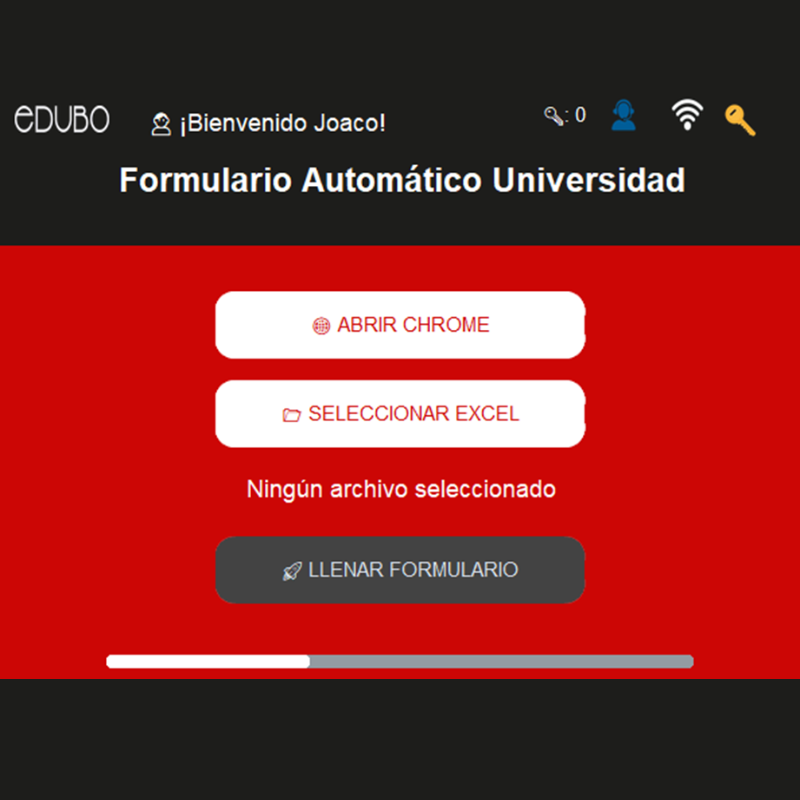 EDUBO
¡Bienvenido Joaco!
: 0
Formulario Automático Universidad
ABRIR CHROME
SELECCIONAR EXCEL
Ningún archivo seleccionado
LLENAR FORMULARIO